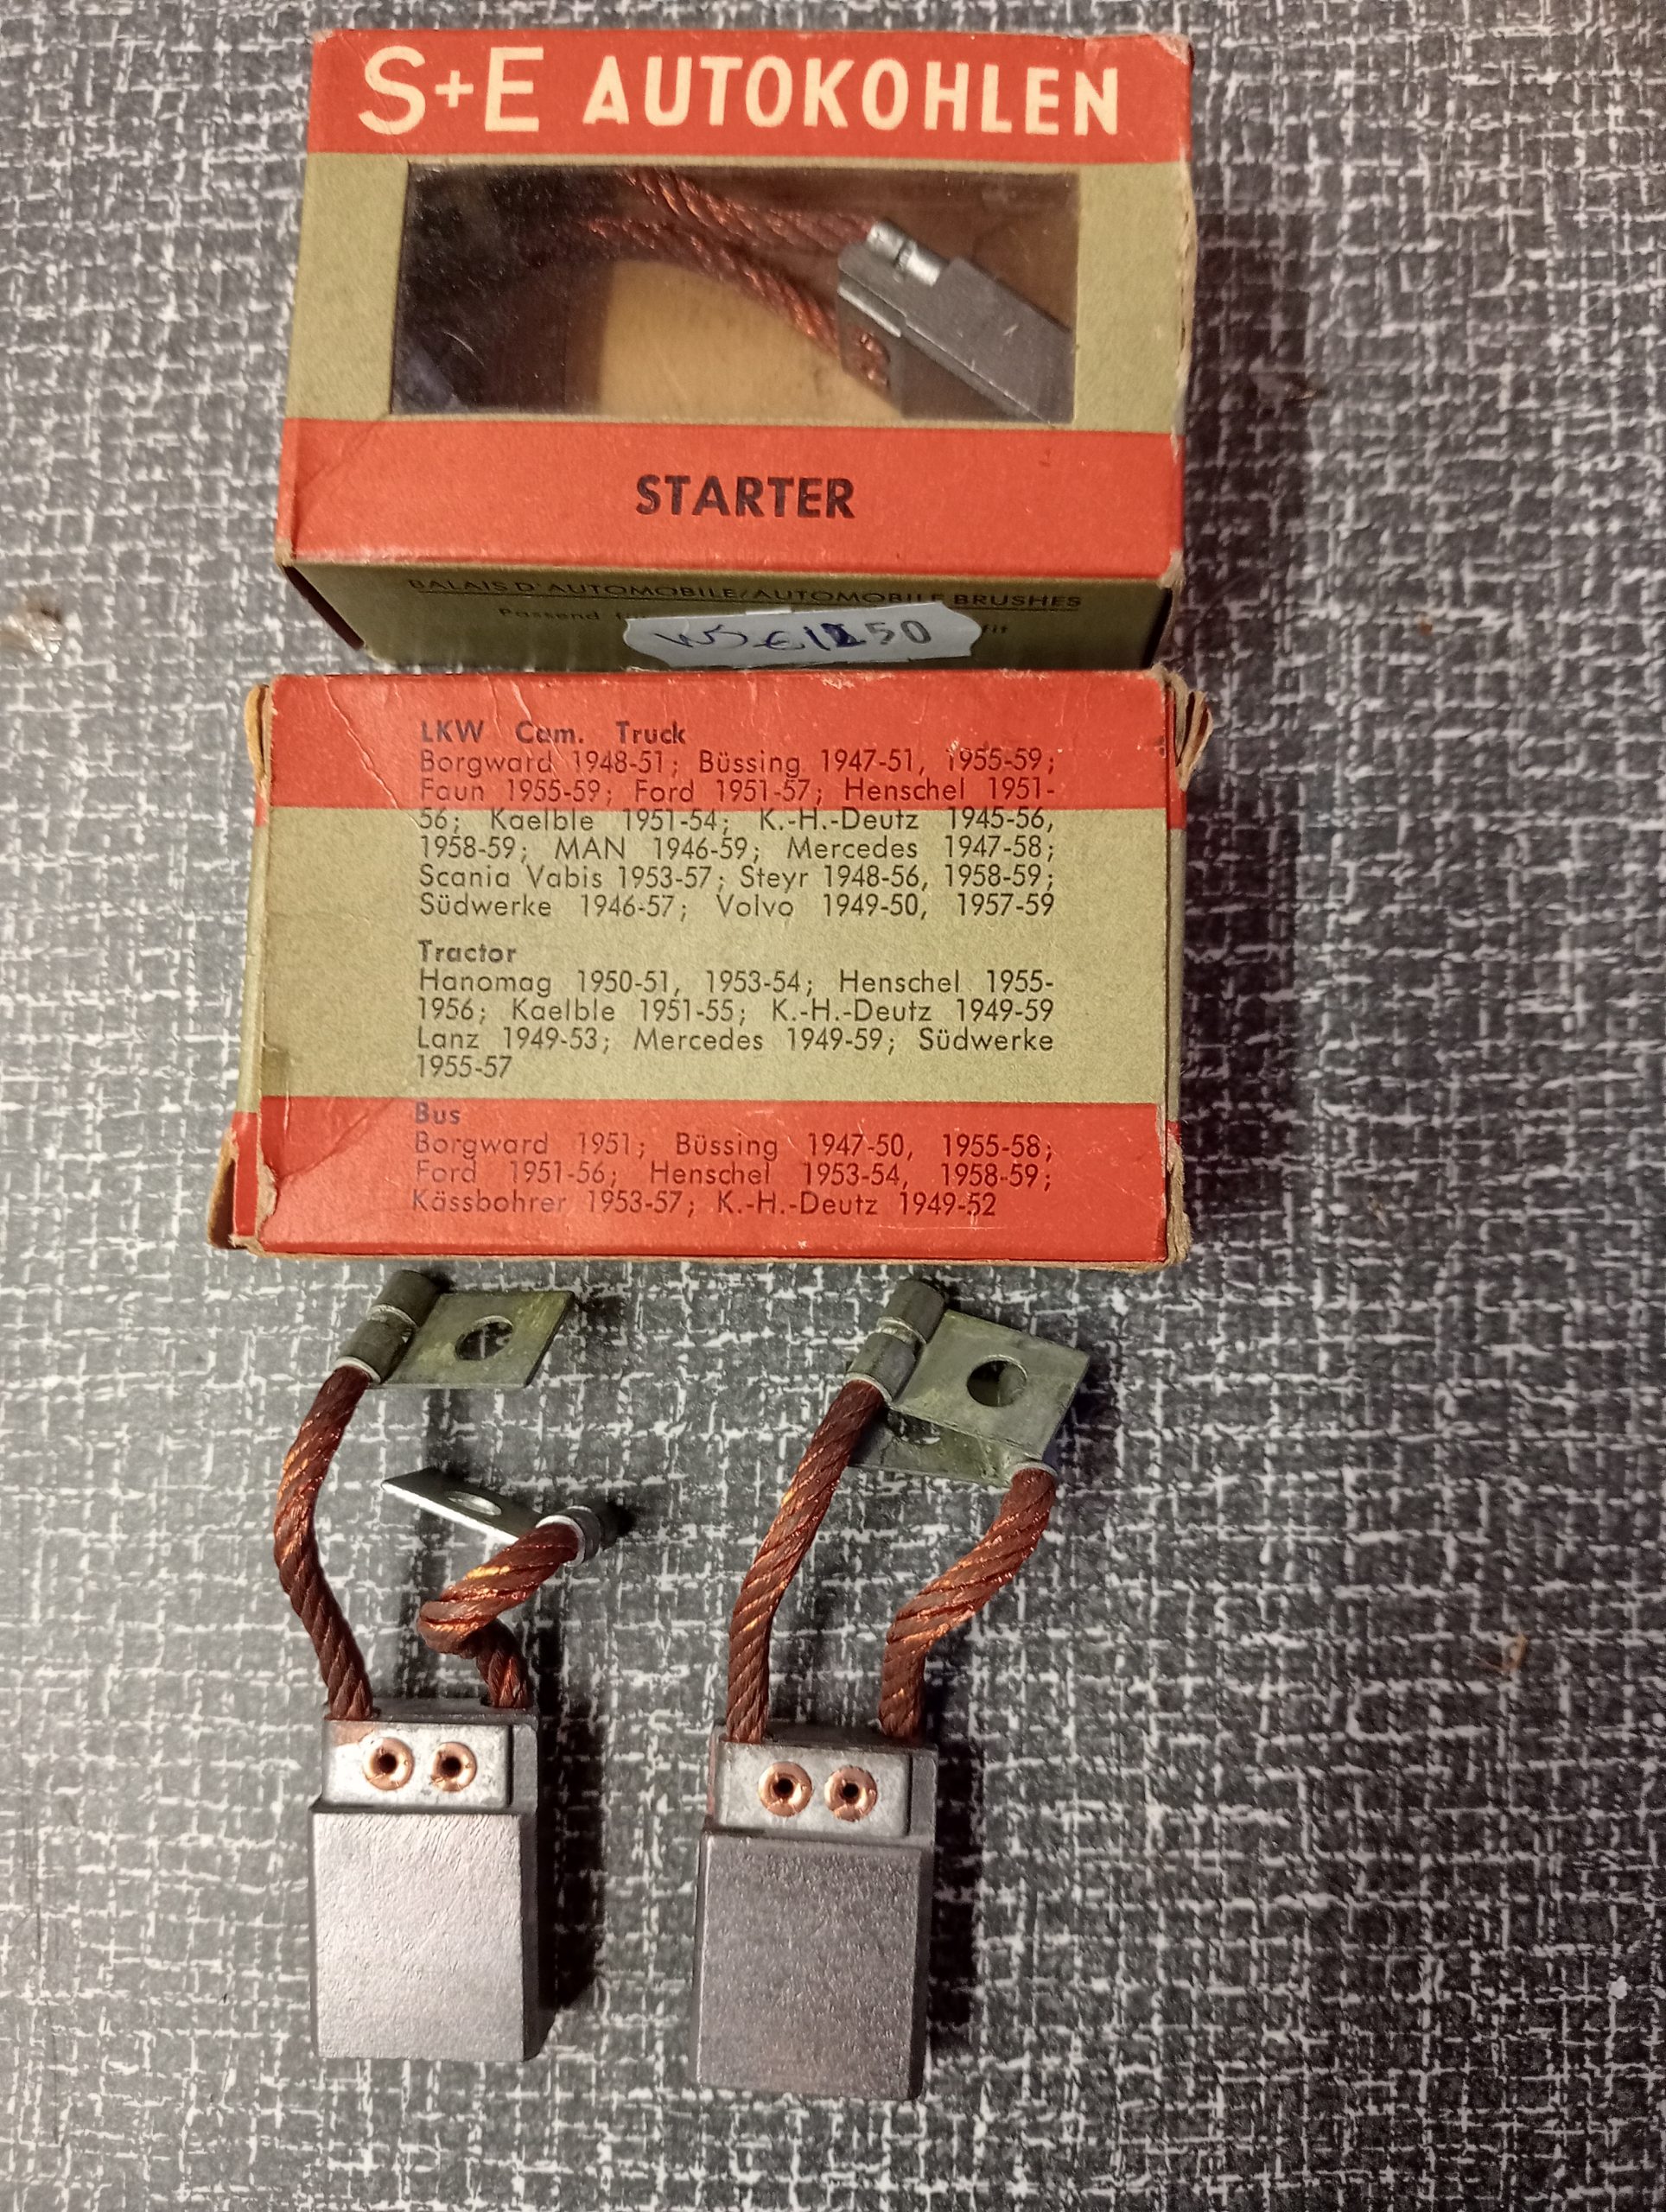 S+E AUTOKOHLEN
STARTER
BALAIS D'AUTOMOBILE/AUTOMOBILE BRUSHES
Passend
fit
50
LKW Cam. Truck
Borgward 1948-51; Büssing 1947-51, 1955-59;
Faun 1955-59; Ford 1951-57; Henschel 1951-
56; Kaelble 1951-54; K.-H.-Deutz 1945-56,
1958-59; MAN 1946-59; Mercedes 1947-58;
Scania Vabis 1953-57; Steyr 1948-56, 1958-59;
Südwerke 1946-57; Volvo 1949-50, 1957-59
Tractor
Hanomag 1950-51, 1953-54; Henschel 1955-
1956; Kaelble 1951-55; K.-H.-Deutz 1949-59
Lanz 1949-53; Mercedes 1949-59; Südwerke
1955-57
Bus
Borgward 1951; Büssing 1947-50, 1955-58;
Ford 1951-56; Henschel 1953-54, 1958-59;
Kässbohrer 1953-57; K.-H.-Deutz 1949-52